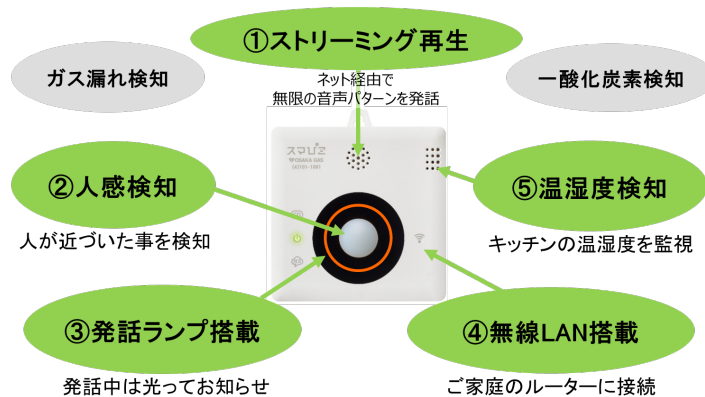 ①ストリーミング再生
ネット経由で
無限の音声パターンを発話
ガス漏れ検知
一酸化炭素検知
スマぴこ
OSAKA GAS
②人感検知
人が近づいた事を検知
⑤温湿度検知
キッチンの温湿度を監視
③発話ランプ搭載
発話中は光ってお知らせ
④無線LAN搭載
ご家庭のルーターに接続